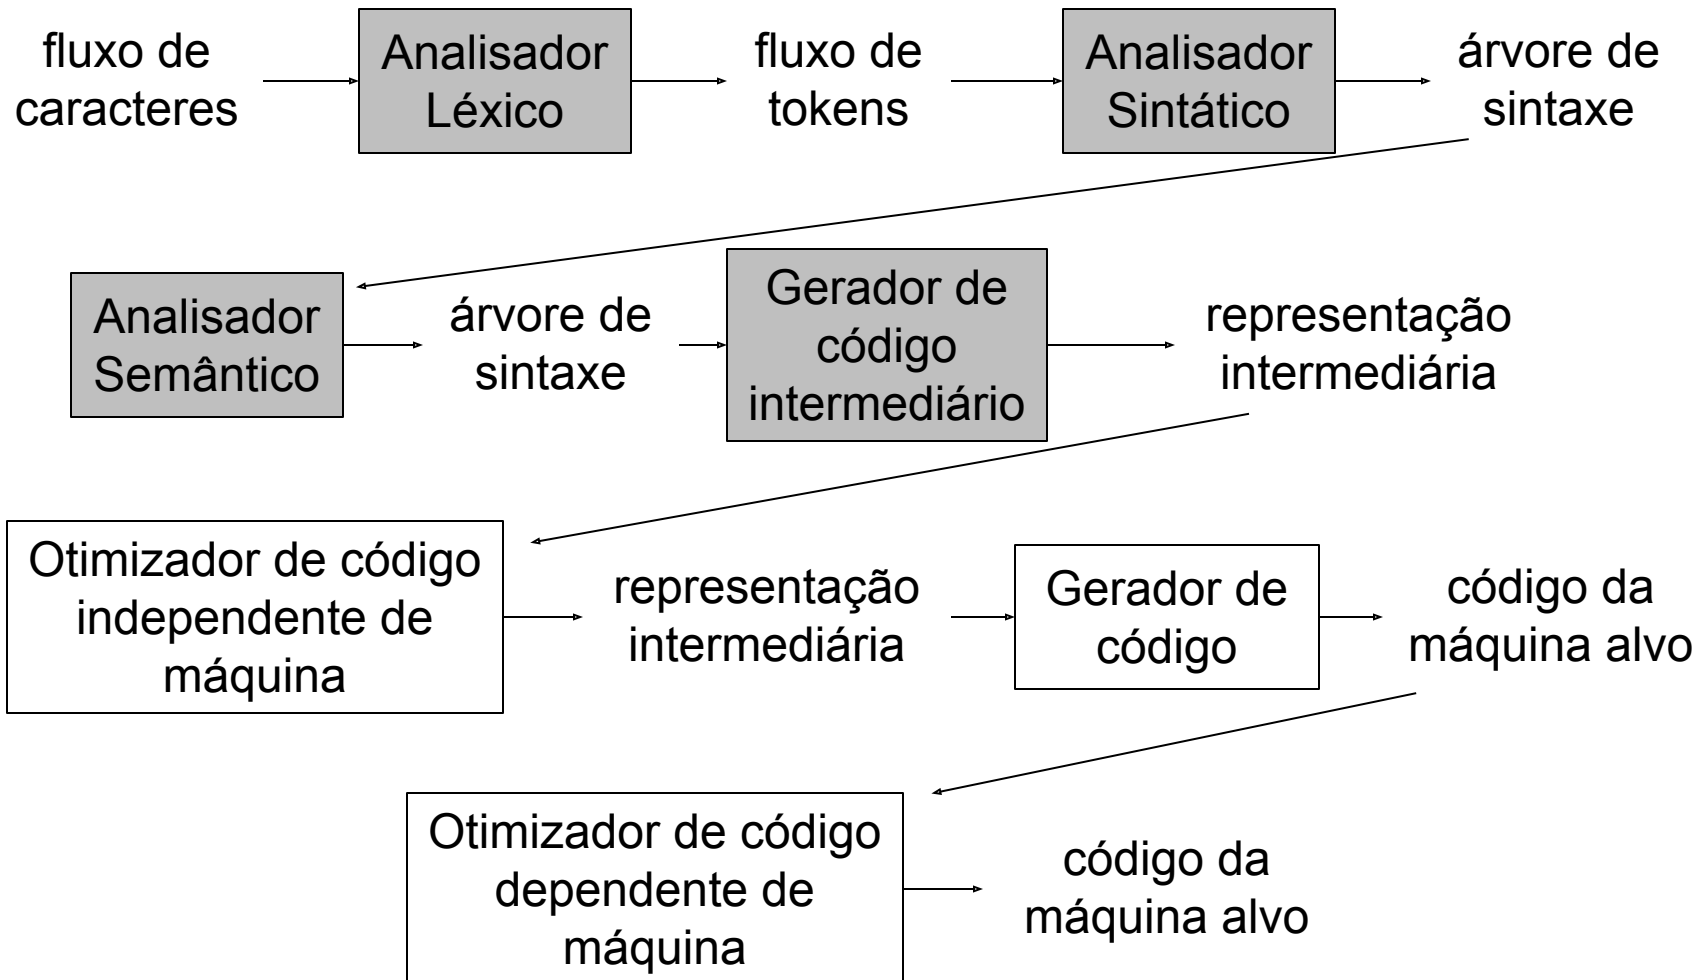 fluxo de
caracteres
Analisador
Léxico
fluxo de
tokens
Analisador
Sintático
árvore de
sintaxe
Analisador
Semântico
árvore de
sintaxe
Gerador de
código
intermediário
representação
intermediária
Otimizador de código
independente de
máquina
representação
intermediária
Gerador de
código
código da
máquina alvo
Otimizador de código
dependente de
máquina
código da
máquina alvo